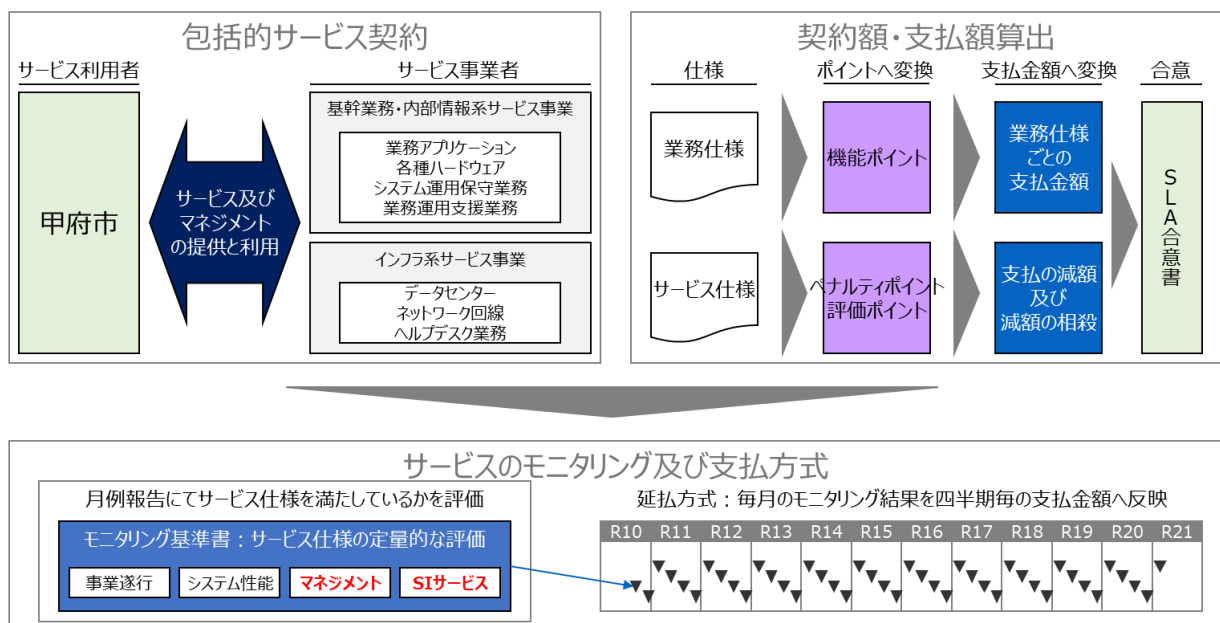 包括的サービス契約
サービス利用者
サービス事業者
甲府市
サービス及び
マネジメント
の提供と利用
基幹業務・内部情報系サービス事業
業務アプリケーション
各種ハードウェア
システム運用保守業務
業務運用支援業務
インフラ系サービス事業
データセンター
ネットワーク回線
ヘルプデスク業務
契約額・支払額算出
仕様
ポイントへ変換
支払金額へ変換
合意
業務仕様
機能ポイント
業務仕様
ごとの
支払金額
サービス仕様
ペナルティポイント
評価ポイント
支払の減額
及び
減額の相殺
SLA合意書
サービスのモニタリング及び支払方式
月例報告にてサービス仕様を満たしているかを評価
モニタリング基準書：サービス仕様の定量的な評価
事業遂行
システム性能
マネジメント
SIサービス
延払方式：毎月のモニタリング結果を四半期毎の支払金額へ反映
R10 R11 R12 R13 R14 R15 R16 R17 R18 R19 R20 R21